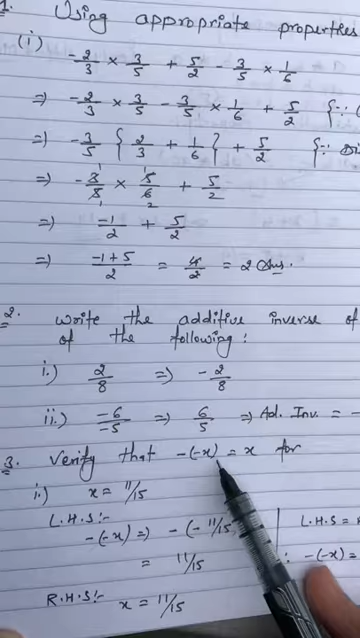 1. Using appropriate properties
(i) -2/3 × 3/5 + 5/2 - 3/5 × 1/6
=> -2/3 × 3/5 - 3/5 × 1/6 + 5/2 {∵
=> -3/5 { 2/3 + 1/6 } + 5/2 {∵ Di
=> -3/5 × 5/6 + 5/2
=> -1/2 + 5/2
=> -1+5/2 = 4/2 = 2 Ans.
2. Write the additive inverse of
of the following:
i.) 2/8 => -2/8
ii.) -6/-5 => 6/5 => Ad. Inv. = -
3. Verify that -(-x) = x for
i.) x = 11/15
L.H.S:- L.H.S =
-(-x) => -(-11/15)
= 11/15 ∴ -(-x) =
R.H.S:- x = 11/15